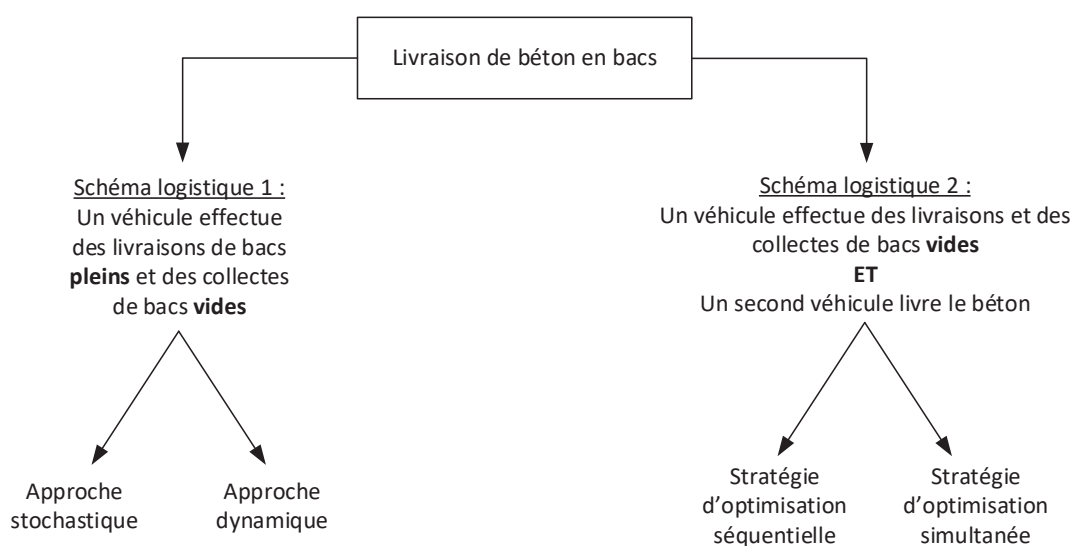 Livraison de béton en bacs
Schéma logistique 1 :
Un véhicule effectue
des livraisons de bacs
pleins et des collectes
de bacs vides
Schéma logistique 2 :
Un véhicule effectue des livraisons et des
collectes de bacs vides
ET
Un second véhicule livre le béton
Approche
stochastique
Approche
dynamique
Stratégie
d'optimisation
séquentielle
Stratégie
d'optimisation
simultanée